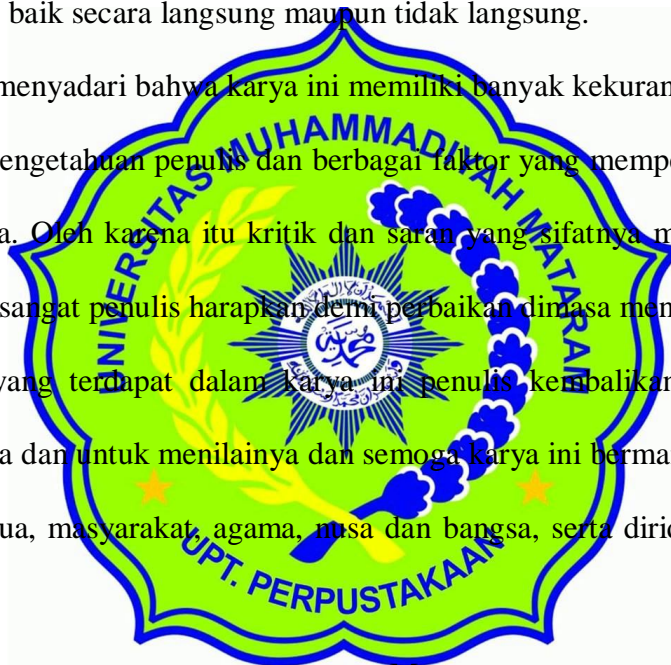 baik secara langsung maupun tidak langsung.
menyadari bahwa karya ini memiliki banyak kekuran
engetahuan penulis dan berbagai faktor yang mempe
a. Oleh karena itu kritik dan saran yang sifatnya m
sangat penulis harapkan demi perbaikan dimasa men
yang terdapat dalam karya ini penulis kembalikan
a dan untuk menilainya dan semoga karya ini berma
ua, masyarakat, agama, nusa dan bangsa, serta dirid
UNIVERSITAS MUHAMMADIYAH MATARAN
محمدية
UPT. PERPUSTAKAAN